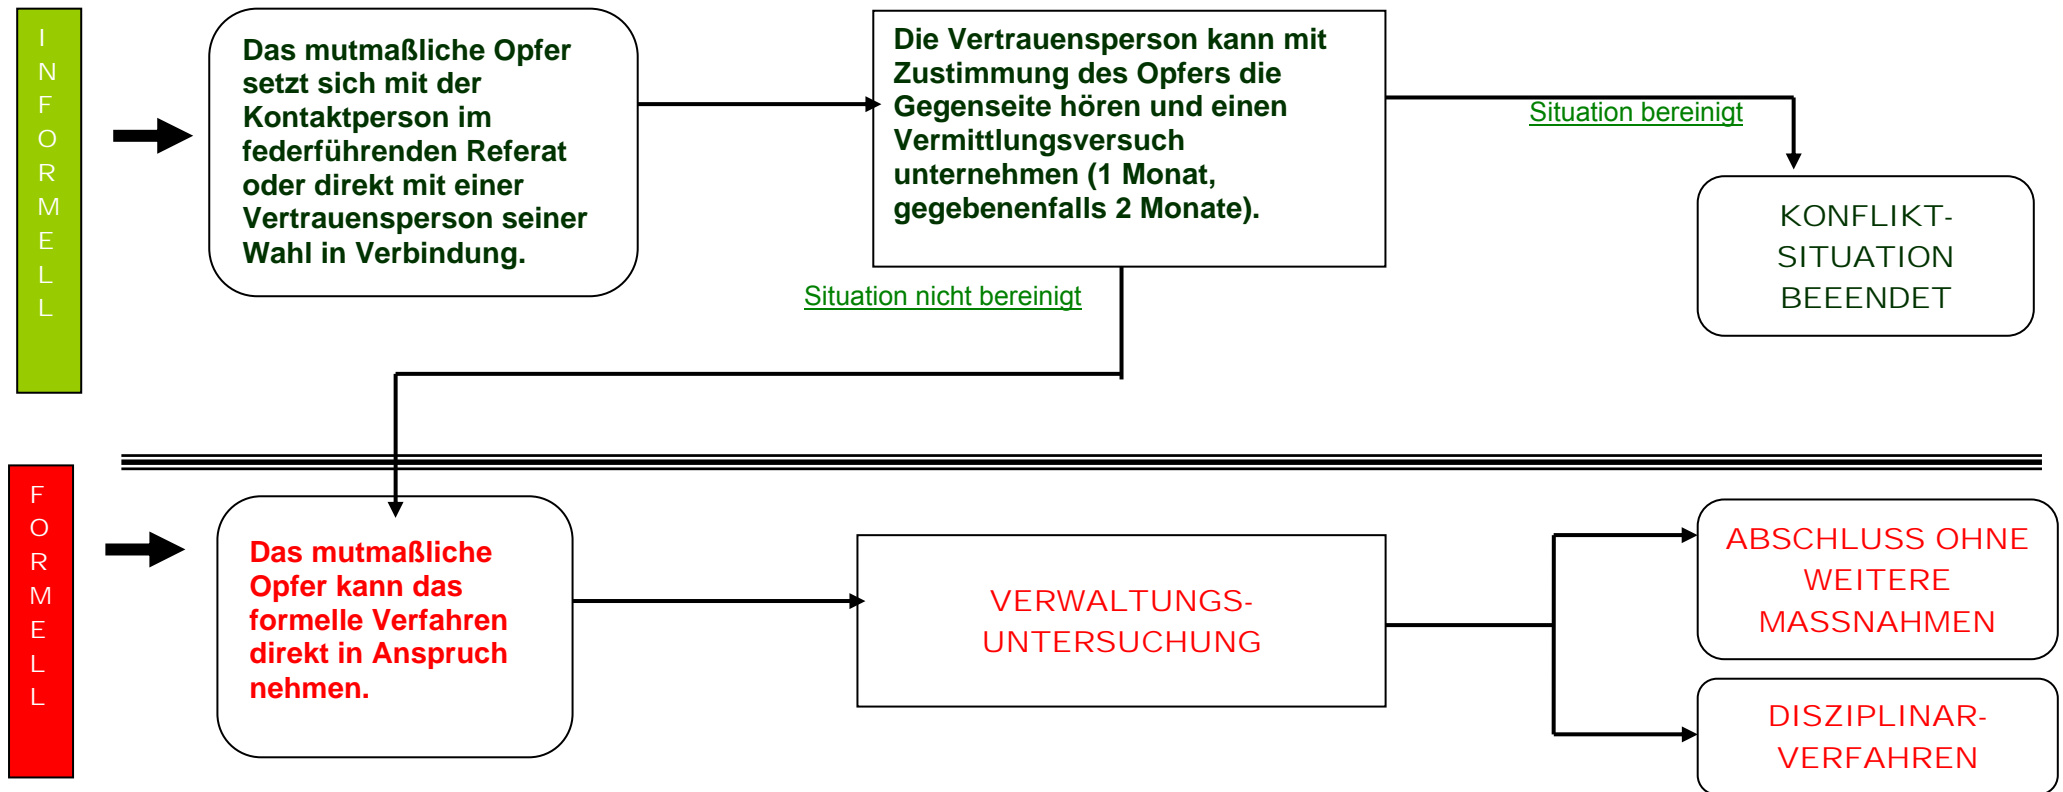 INFORMELL
Das mutmaßliche Opfer
setzt sich mit der
Kontaktperson im
federführenden Referat
oder direkt mit einer
Vertrauensperson seiner
Wahl in Verbindung.
Die Vertrauensperson kann mit
Zustimmung des Opfers die
Gegenseite hören und einen
Vermittlungsversuch
unternehmen (1 Monat,
gegebenenfalls 2 Monate).
Situation bereinigt
KONFLIKT-
SITUATION
BEEENDET
Situation nicht bereinigt
FORMELL
Das mutmaßliche
Opfer kann das
formelle Verfahren
direkt in Anspruch
nehmen.
VERWALTUNGS-
UNTERSUCHUNG
ABSCHLUSS OHNE
WEITERE
MASSNAHMEN
DISZIPLINAR-
VERFAHREN